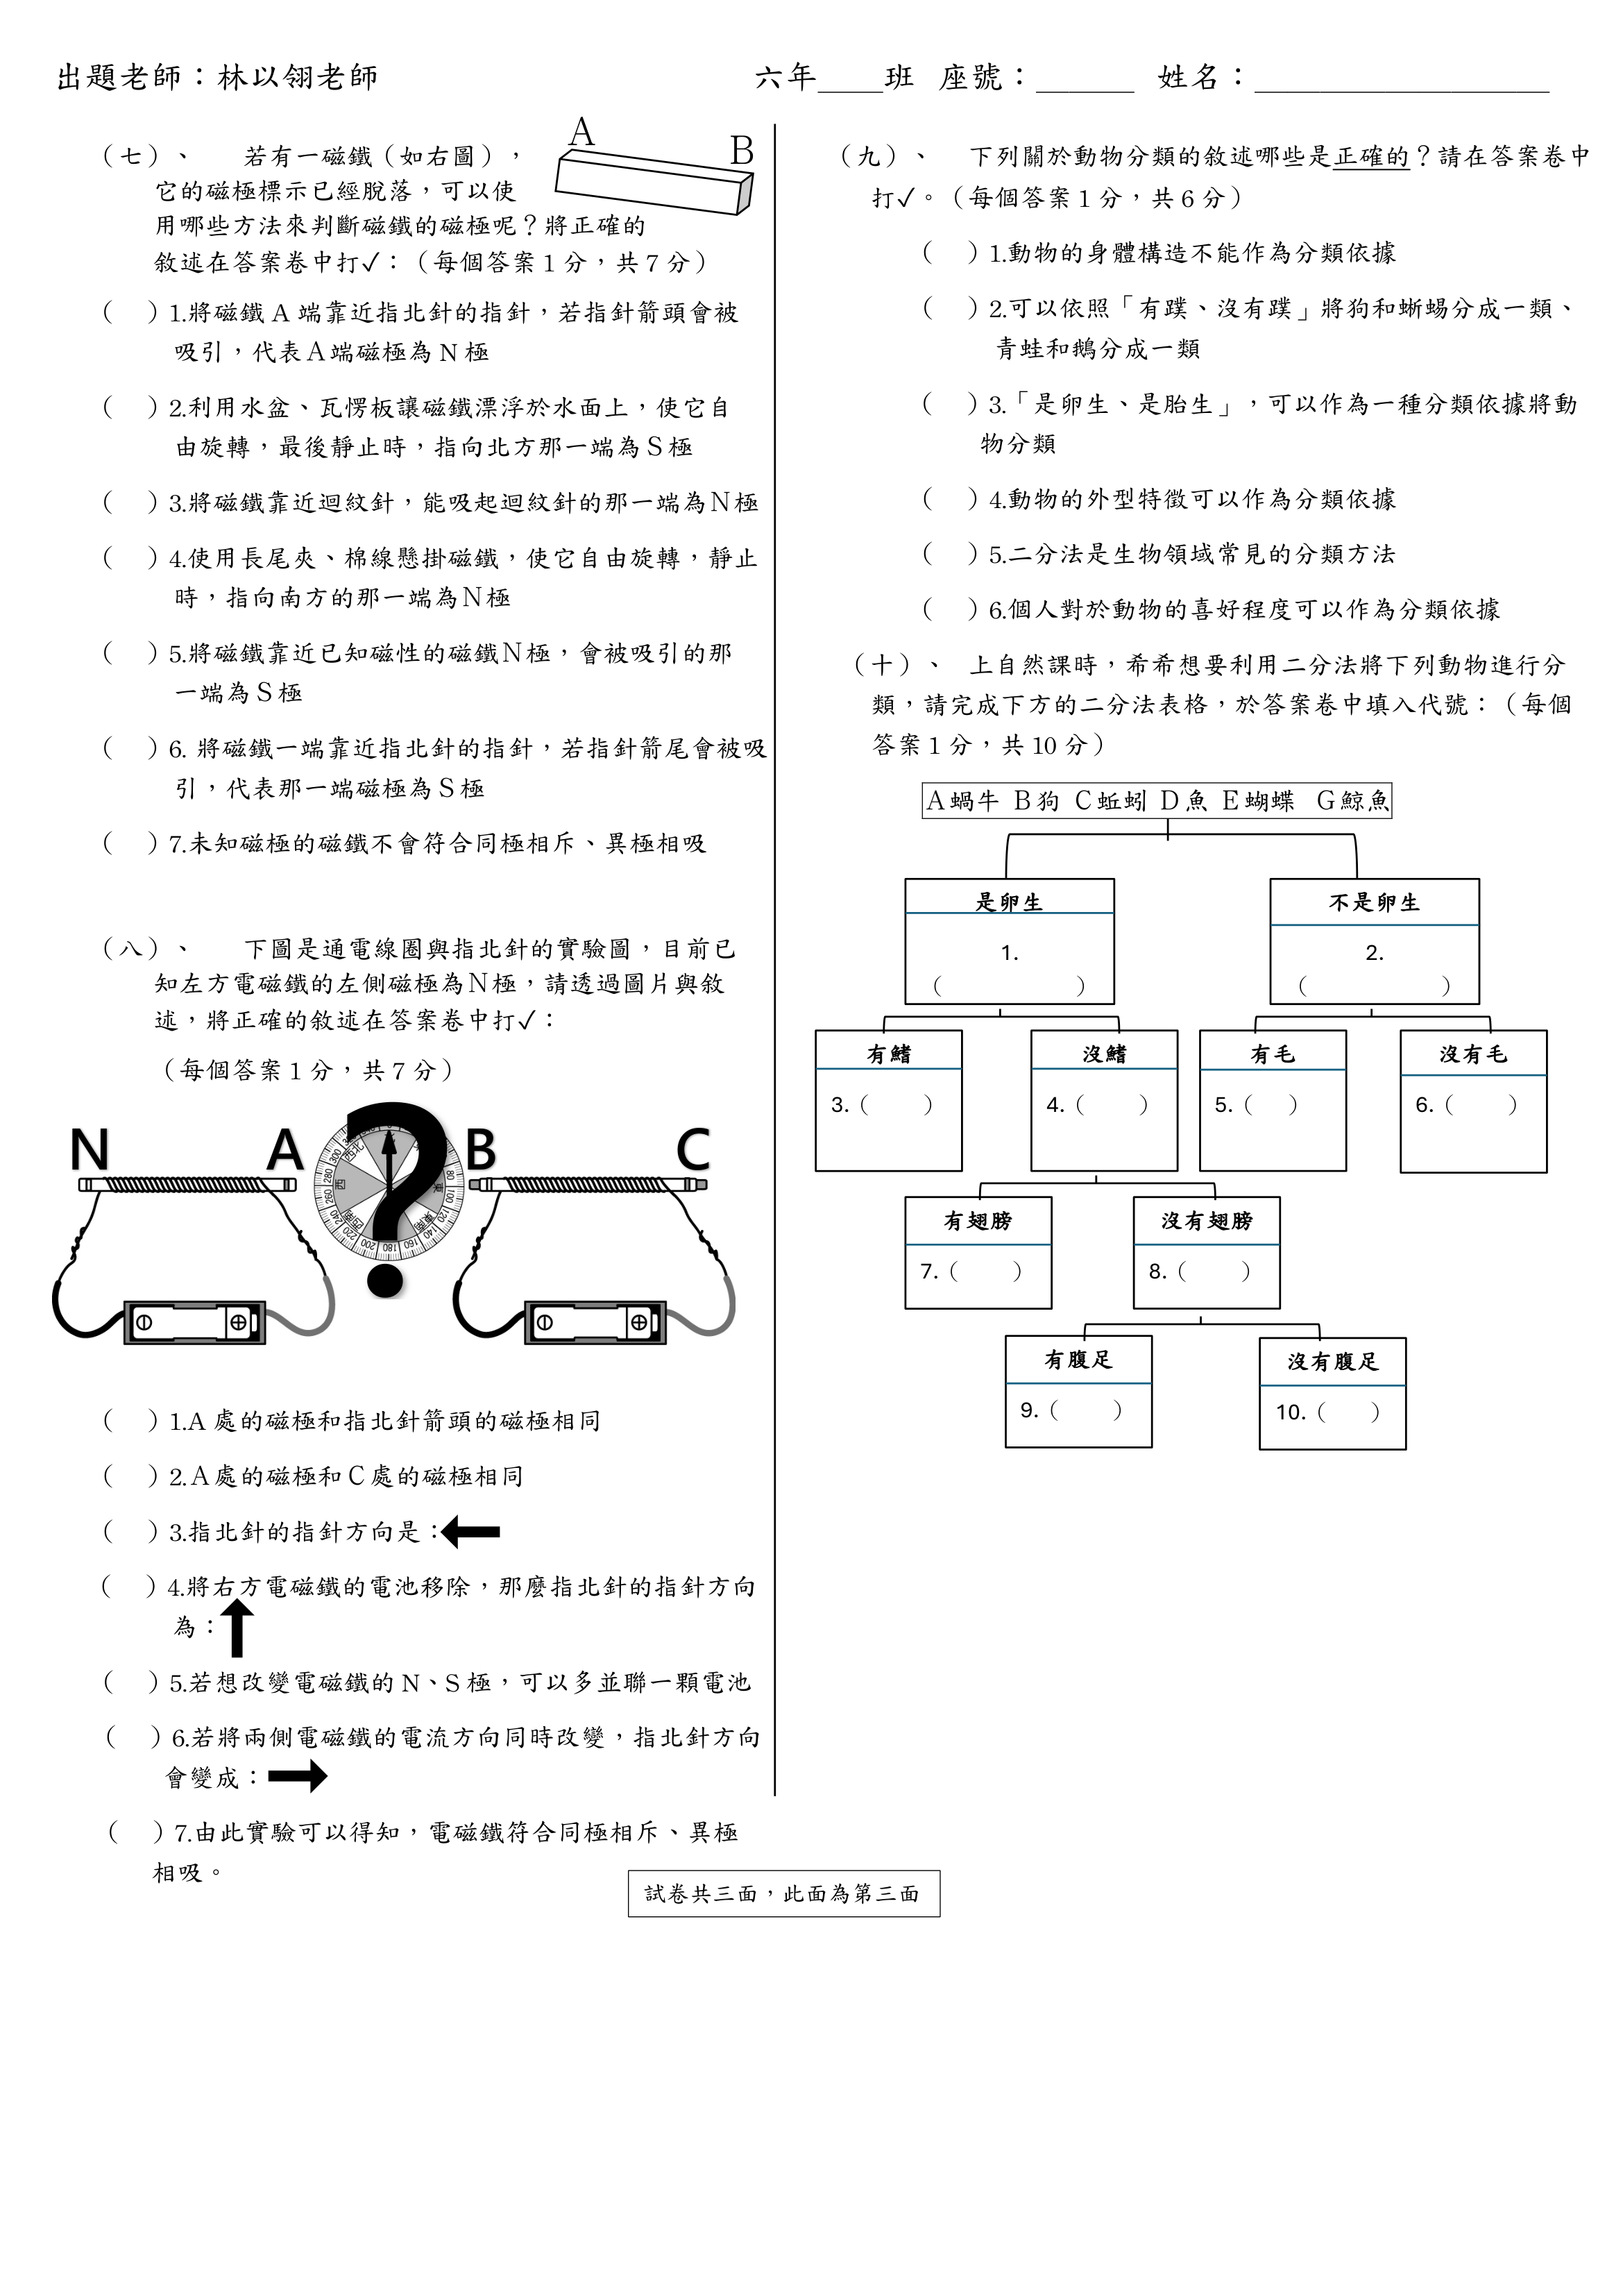 出題老師：林以翎老師
六年____班 座號：______ 姓名：__________________
（七）、 若有一磁鐵（如右圖），
它的磁極標示已經脫落，可以使
用哪些方法來判斷磁鐵的磁極呢？將正確的
敘述在答案卷中打✓：（每個答案 1 分，共 7 分）
A
B
（ ）1.將磁鐵 A 端靠近指北針的指針，若指針箭頭會被
吸引，代表Ａ端磁極為 N 極
（ ）2.利用水盆、瓦愣板讓磁鐵漂浮於水面上，使它自
由旋轉，最後靜止時，指向北方那一端為Ｓ極
（ ）3.將磁鐵靠近迴紋針，能吸起迴紋針的那一端為Ｎ極
（ ）4.使用長尾夾、棉線懸掛磁鐵，使它自由旋轉，靜止
時，指向南方的那一端為Ｎ極
（ ）5.將磁鐵靠近已知磁性的磁鐵Ｎ極，會被吸引的那
一端為Ｓ極
（ ）6. 將磁鐵一端靠近指北針的指針，若指針箭尾會被吸
引，代表那一端磁極為Ｓ極
（ ）7.未知磁極的磁鐵不會符合同極相斥、異極相吸
（八）、 下圖是通電線圈與指北針的實驗圖，目前已
知左方電磁鐵的左側磁極為Ｎ極，請透過圖片與敘
述，將正確的敘述在答案卷中打✓：
（每個答案 1 分，共 7 分）
N A ? B C
300 西北
280 西 東 80
260 100
240 西南 東南 120
220 200 180 160 140
⊖ ⊕ ⊖ ⊕
（ ）1.A 處的磁極和指北針箭頭的磁極相同
（ ）2.Ａ處的磁極和Ｃ處的磁極相同
（ ）3.指北針的指針方向是：←
（ ）4.將右方電磁鐵的電池移除，那麼指北針的指針方向
為：↑
（ ）5.若想改變電磁鐵的 N、S 極，可以多並聯一顆電池
（ ）6.若將兩側電磁鐵的電流方向同時改變，指北針方向
會變成：→
（ ）7.由此實驗可以得知，電磁鐵符合同極相斥、異極
相吸。
（九）、 下列關於動物分類的敘述哪些是正確的？請在答案卷中
打✓。（每個答案 1 分，共 6 分）
（ ）1.動物的身體構造不能作為分類依據
（ ）2.可以依照「有蹼、沒有蹼」將狗和蜥蜴分成一類、
青蛙和鵝分成一類
（ ）3.「是卵生、是胎生」，可以作為一種分類依據將動
物分類
（ ）4.動物的外型特徵可以作為分類依據
（ ）5.二分法是生物領域常見的分類方法
（ ）6.個人對於動物的喜好程度可以作為分類依據
（十）、 上自然課時，希希想要利用二分法將下列動物進行分
類，請完成下方的二分法表格，於答案卷中填入代號：（每個
答案 1 分，共 10 分）
Ａ蝸牛 Ｂ狗 Ｃ蚯蚓 Ｄ魚 Ｅ蝴蝶 Ｇ鯨魚
是卵生 不是卵生
1. 2.
（ ） （ ）
有鰭 沒鰭 有毛 沒有毛
3.（ ） 4.（ ） 5.（ ） 6.（ ）
有翅膀 沒有翅膀
7.（ ） 8.（ ）
有腹足 沒有腹足
9.（ ） 10.（ ）
試卷共三面，此面為第三面